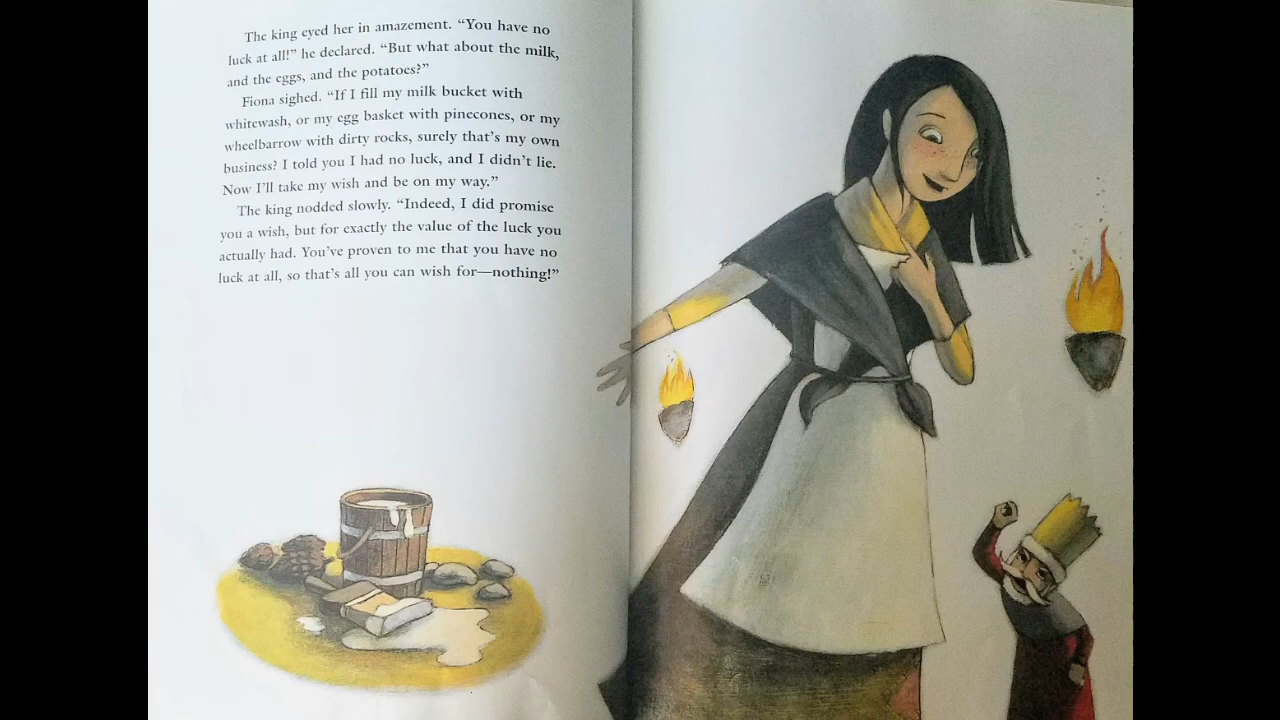 The king eyed her in amazement. “You have no
luck at all!” he declared. “But what about the milk,
and the eggs, and the potatoes?”
Fiona sighed. “If I fill my milk bucket with
whitewash, or my egg basket with pinecones, or my
wheelbarrow with dirty rocks, surely that’s my own
business? I told you I had no luck, and I didn’t lie.
Now I’ll take my wish and be on my way.”
The king nodded slowly. “Indeed, I did promise
you a wish, but for exactly the value of the luck you
actually had. You’ve proven to me that you have no
luck at all, so that’s all you can wish for—nothing!”